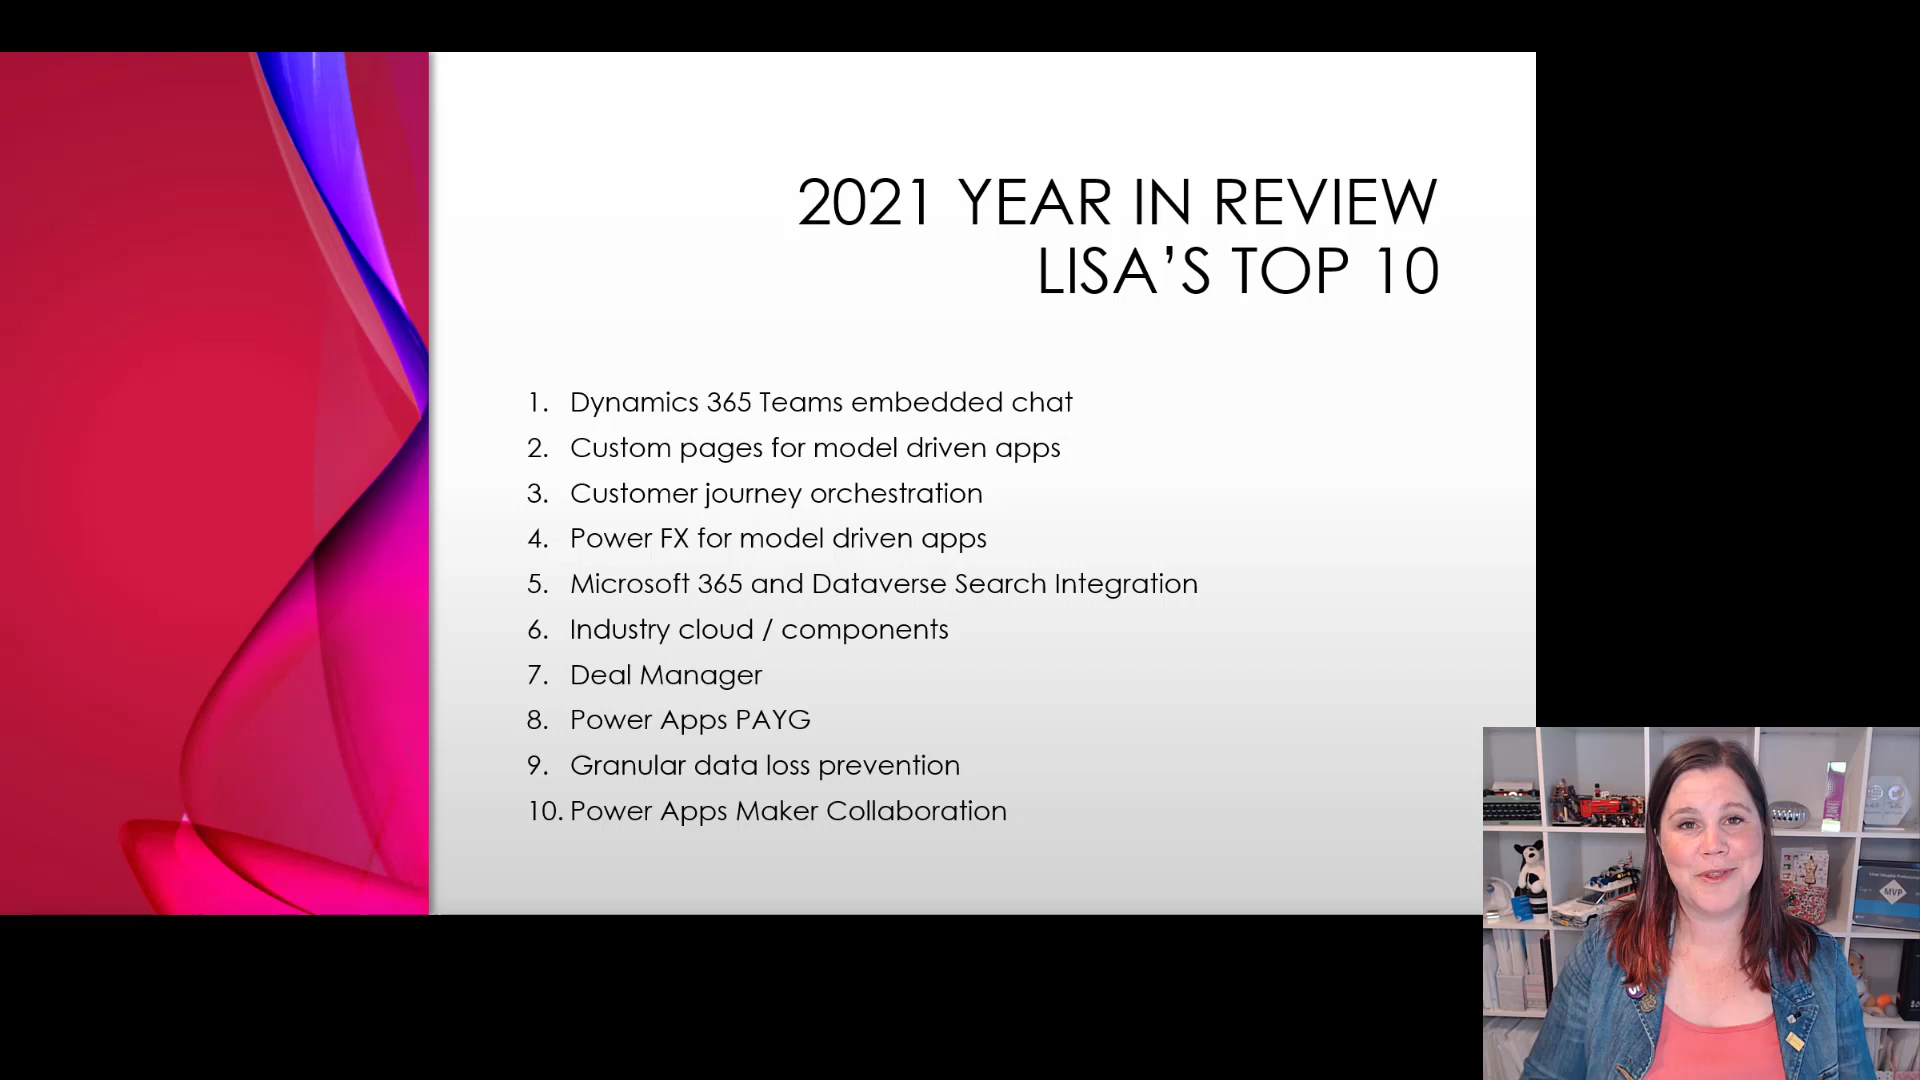 2021 YEAR IN REVIEW
LISA’S TOP 10
1. Dynamics 365 Teams embedded chat
2. Custom pages for model driven apps
3. Customer journey orchestration
4. Power FX for model driven apps
5. Microsoft 365 and Dataverse Search Integration
6. Industry cloud / components
7. Deal Manager
8. Power Apps PAYG
9. Granular data loss prevention
10. Power Apps Maker Collaboration
MVP